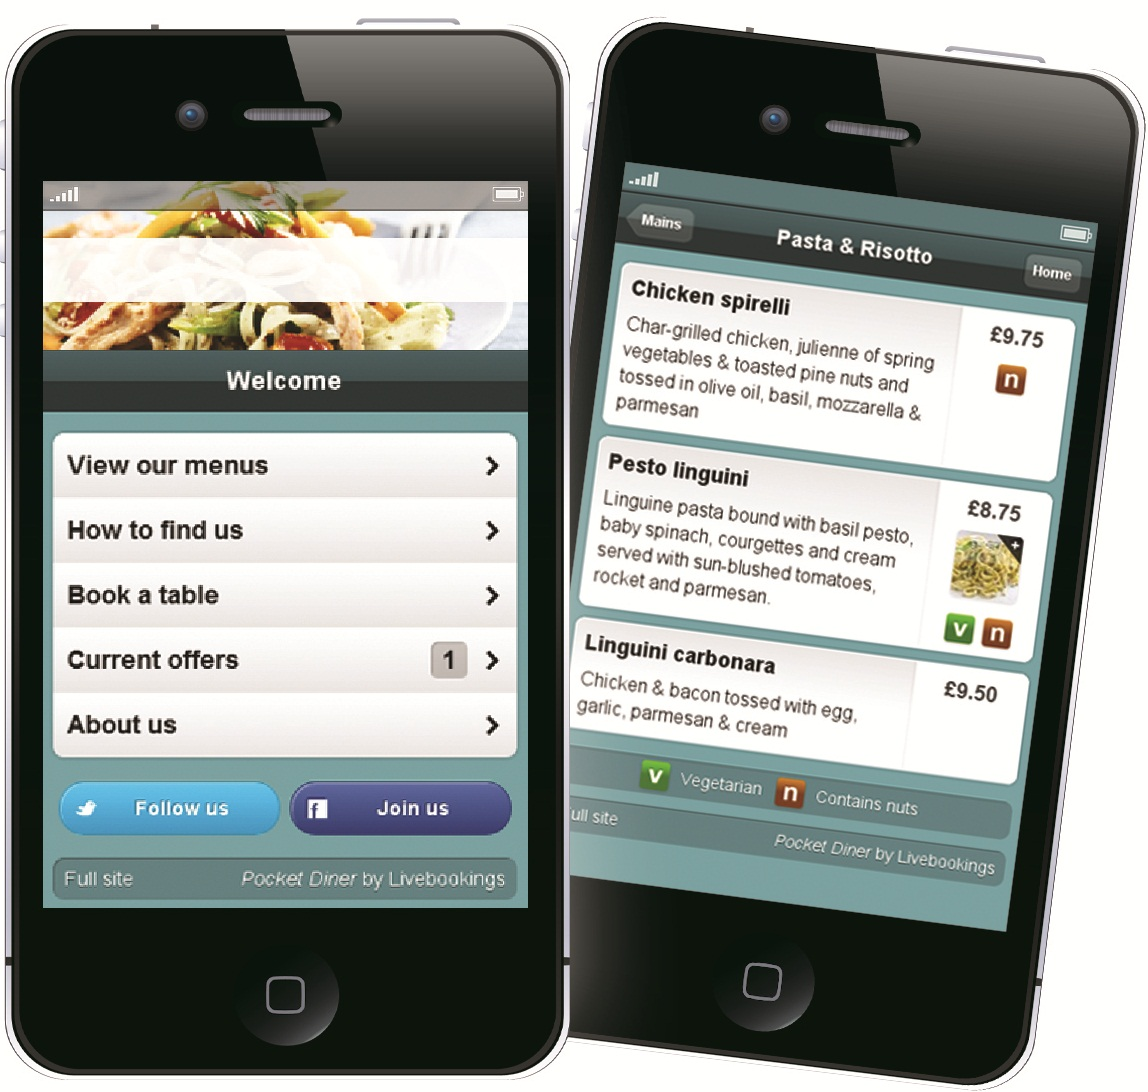 Welcome
View our menus
How to find us
Book a table
Current offers 1
About us
Follow us
Join us
Full site
Pocket Diner by Livebookings
Mains
Pasta & Risotto
Home
Chicken spirelli
£9.75
Char-grilled chicken, julienne of spring
vegetables & toasted pine nuts and
tossed in olive oil, basil, mozzarella &
parmesan
n
Pesto linguini
£8.75
Linguine pasta bound with basil pesto,
baby spinach, courgettes and cream
served with sun-blushed tomatoes,
rocket and parmesan.
v n
Linguini carbonara
£9.50
Chicken & bacon tossed with egg,
garlic, parmesan & cream
v Vegetarian n Contains nuts
ull site
Pocket Diner by Livebookings